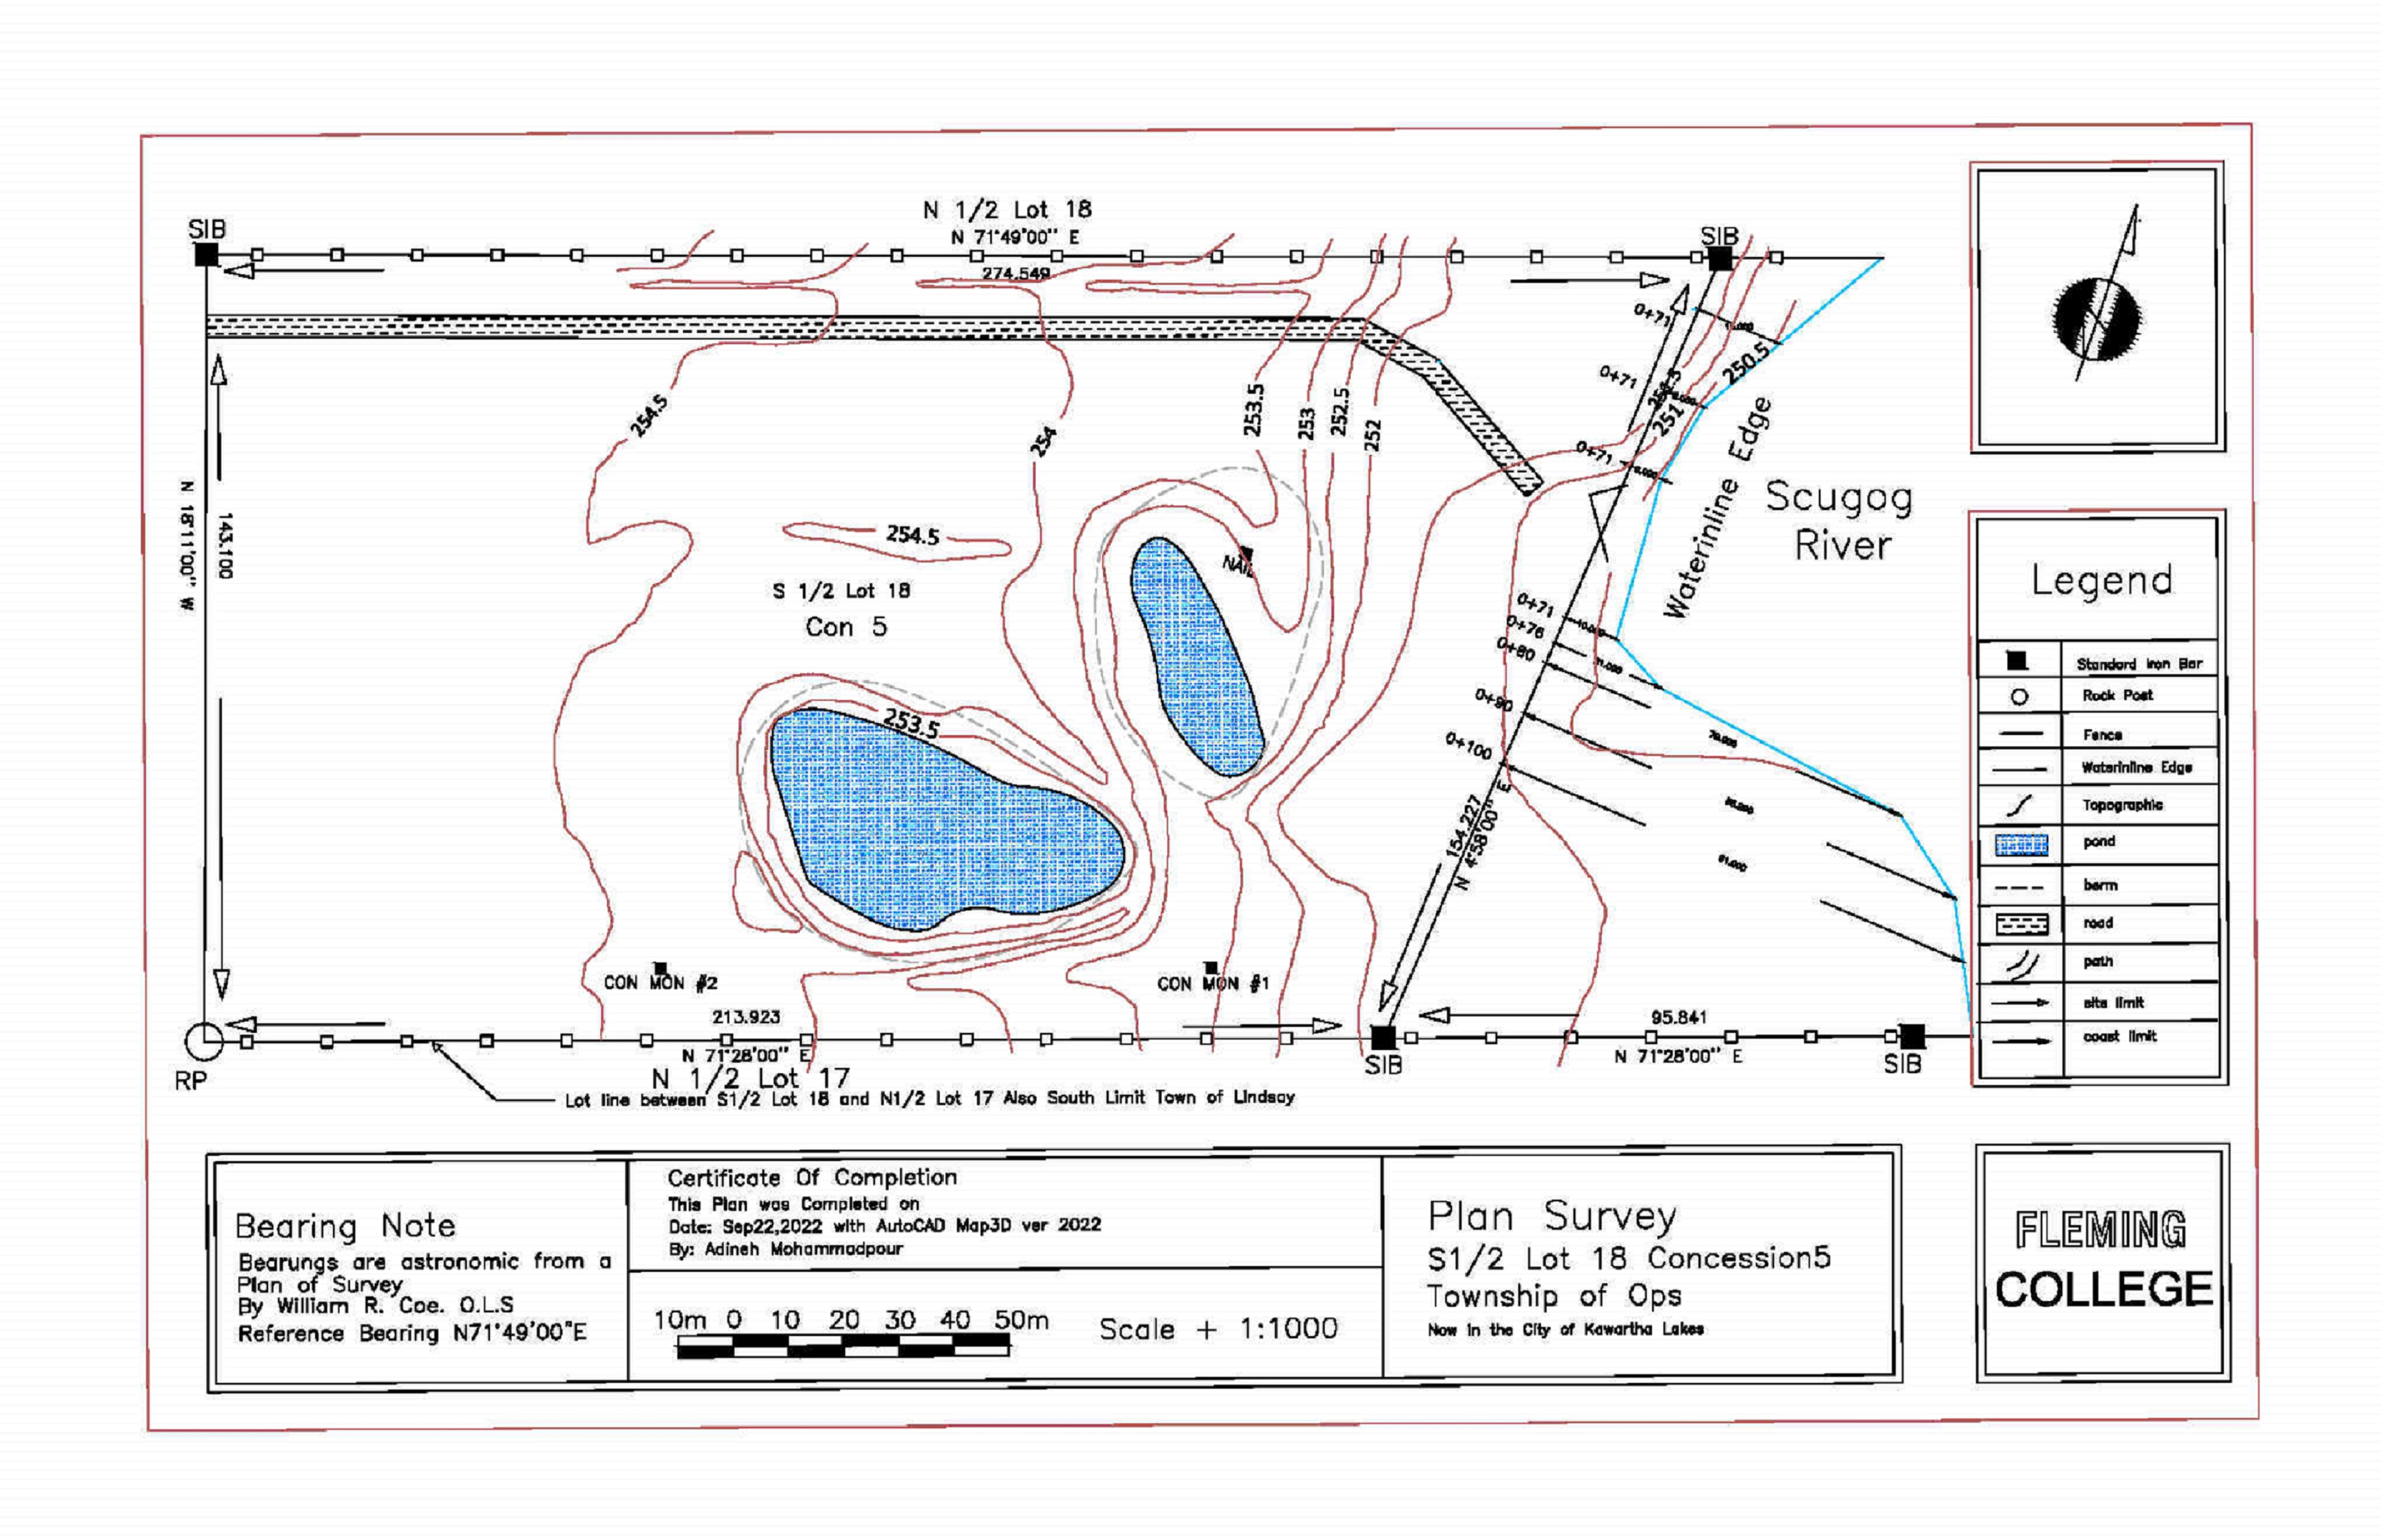 N 1/2 Lot 18
N 71°49'00" E
274.549
SIB
SIB
0+71
0+71
0+71
250.5
251
254.5
254
253.5
253
252.5
252
Waterinline Edge
Scugog
River
N 18°11'00" W
143.100
254.5
NAIL
S 1/2 Lot 18
Con 5
0+71
0+76
0+80
0+90
0+100
253.5
154.227
N 4°58'00" E
CON MON #2
CON MON #1
213.923
95.841
N 71°28'00" E
N 71°28'00" E
SIB
SIB
RP
N 1/2 Lot 17
Lot line between S1/2 Lot 18 and N1/2 Lot 17 Also South Limit Town of Lindsay
Legend
Standard Iron Bar
Rock Post
Fence
Waterinline Edge
Topographic
pond
berm
road
path
site limit
coast limit
Bearing Note
Bearungs are astronomic from a
Plan of Survey
By William R. Coe. O.L.S
Reference Bearing N71°49'00"E
Certificate Of Completion
This Plan was Completed on
Date: Sep22,2022 with AutoCAD Map3D ver 2022
By: Adineh Mohammadpour
10m 0 10 20 30 40 50m
Scale + 1:1000
Plan Survey
S1/2 Lot 18 Concession5
Township of Ops
Now in the City of Kawartha Lakes
FLEMING
COLLEGE